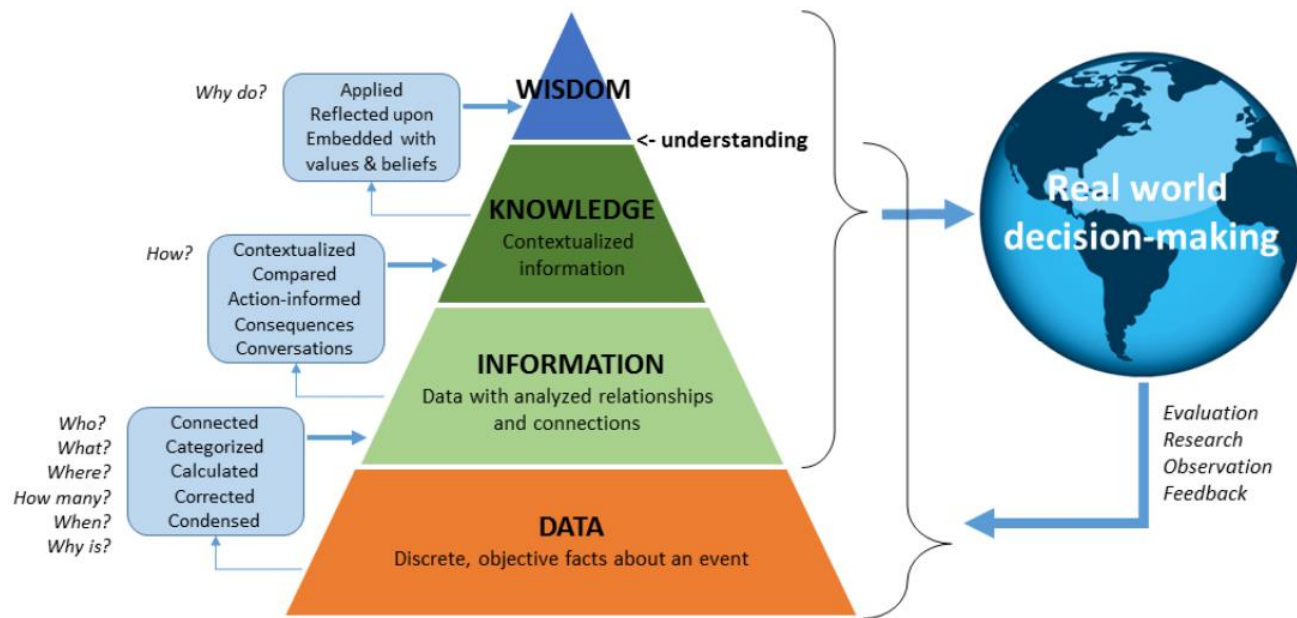 WISDOM
Why do?
Applied
Reflected upon
Embedded with
values & beliefs
<- understanding
KNOWLEDGE
Contextualized
information
How?
Contextualized
Compared
Action-informed
Consequences
Conversations
INFORMATION
Data with analyzed relationships
and connections
Who?
What?
Where?
How many?
When?
Why is?
Connected
Categorized
Calculated
Corrected
Condensed
DATA
Discrete, objective facts about an event
Real world
decision-making
Evaluation
Research
Observation
Feedback